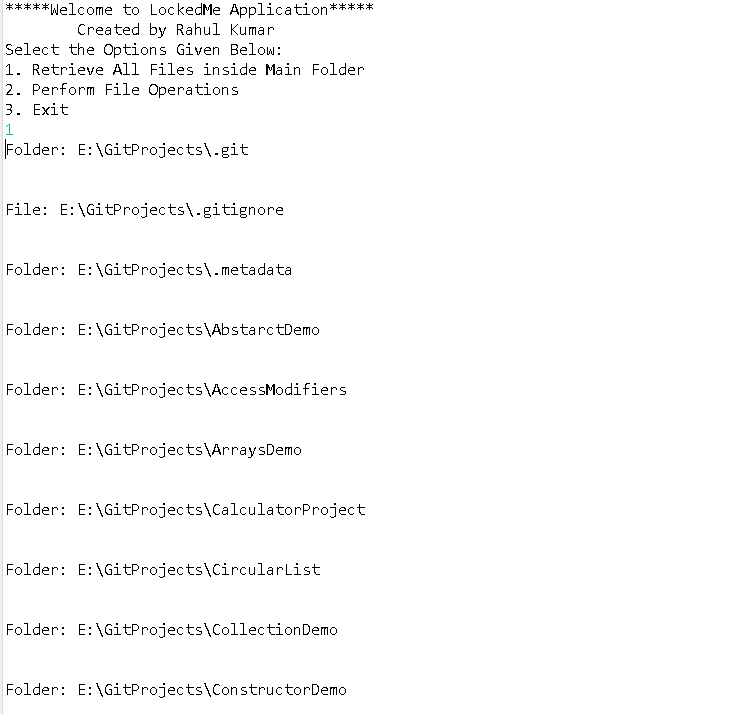 *****Welcome to LockedMe Application*****
Created by Rahul Kumar
Select the Options Given Below:
1. Retrieve All Files inside Main Folder
2. Perform File Operations
3. Exit
1
Folder: E:\GitProjects\.git
File: E:\GitProjects\.gitignore
Folder: E:\GitProjects\.metadata
Folder: E:\GitProjects\AbstarctDemo
Folder: E:\GitProjects\AccessModifiers
Folder: E:\GitProjects\ArraysDemo
Folder: E:\GitProjects\CalculatorProject
Folder: E:\GitProjects\CircularList
Folder: E:\GitProjects\CollectionDemo
Folder: E:\GitProjects\ConstructorDemo